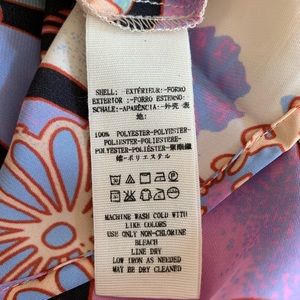 SHELL:-EXTÉRIEUR:-FORRO
EXTERIOR :-FORRO ESTERNO:
SCHALE:-APARÊNCIA:-外壳 表
地:
100% POLYESTER-POLYESTER-
POLIESTER-POLIESTERE-
POLYESTER-POLIÉSTER-聚酯纖
維-ポリエステル
MACHINE WASH COLD WITH
LIKE COLORS
USE ONLY NON-CHLORINE
BLEACH
LINE DRY
LOW IRON AS NEEDED
MAY BE DRY CLEANED